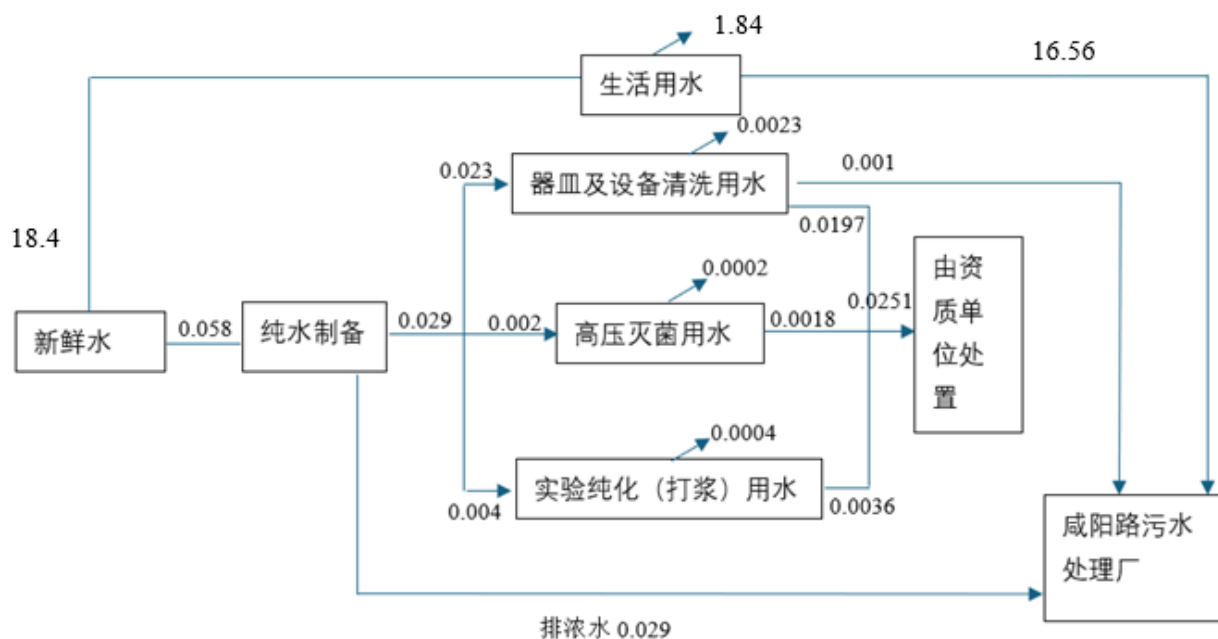 1.84
16.56
生活用水
0.0023
0.023
器皿及设备清洗用水
0.001
0.0197
18.4
由资
质单
位处
置
0.0002
0.0251
新鲜水
0.058
纯水制备
0.029
0.002
高压灭菌用水
0.0018
0.0004
实验纯化（打浆）用水
0.004
0.0036
咸阳路污水
处理厂
排浓水 0.029